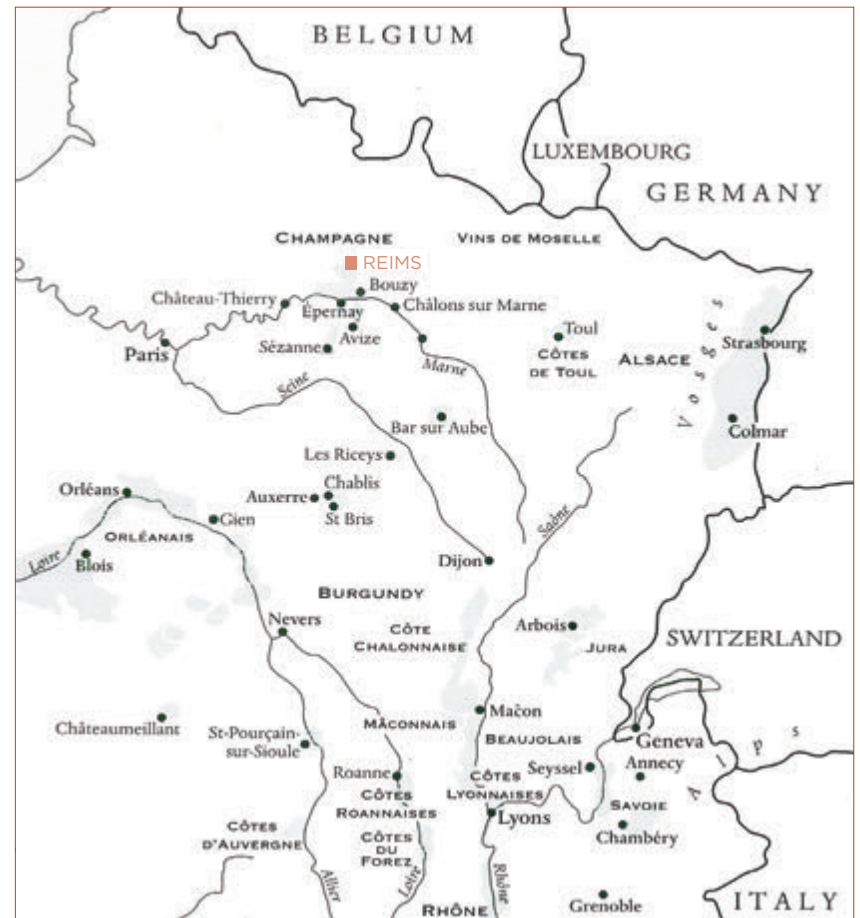 BELGIUM
LUXEMBOURG
GERMANY
CHAMPAGNE
VINS DE MOSELLE
REIMS
Bouzy
Château-Thierry
Épernay
Châlons sur Marne
Avize
Toul
Strasbourg
Paris
Sézanne
Marne
CÔTES
DE TOUL
ALSACE
Vosges
Seine
Bar sur Aube
Colmar
Les Riceys
Chablis
Orléans
Auxerre
St Bris
Gien
Saône
ORLÉANAIS
Loire
Blois
Dijon
BURGUNDY
Nevers
CÔTE
CHALONNAISE
Arbois
JURA
SWITZERLAND
Mačon
Châteaumeillant
MÂCONNAIS
St-Pourçain-
sur-Sioule
BEAUJOLAIS
Geneva
Alps
Roanne
CÔTES
LYONNAISES
Seyssel
Annecy
CÔTES
ROANNAISES
SAVOIE
Lyons
CÔTES
D'AUVERGNE
CÔTES
DU
FOREZ
Chambéry
Allier
Loire
Rhône
RHÔNE
Grenoble
ITALY